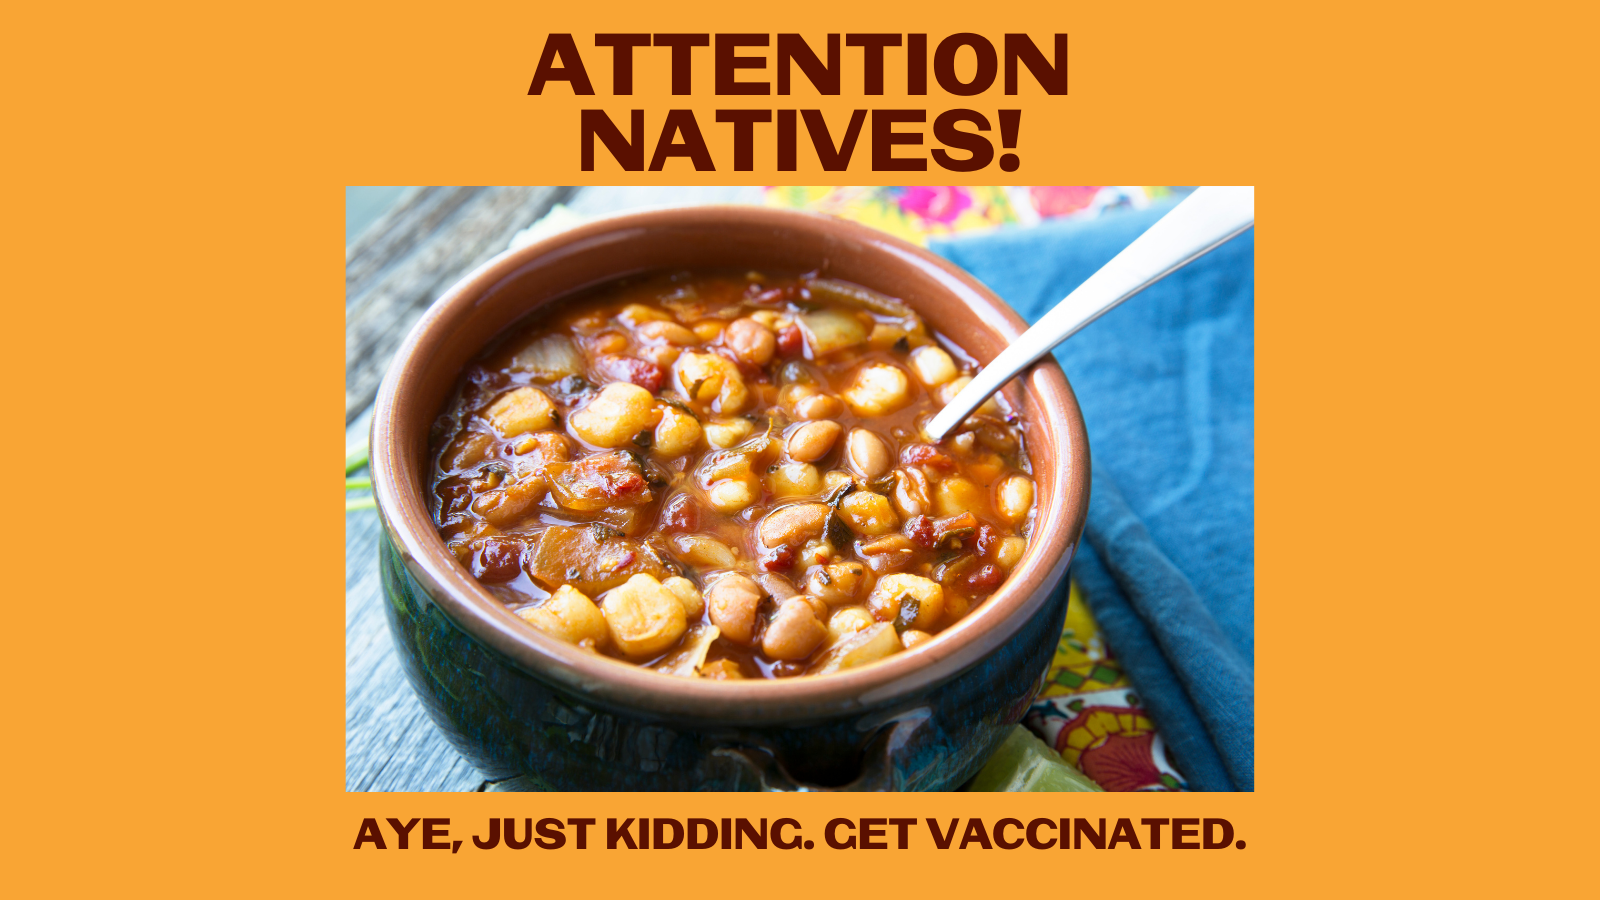 ATTENTION
NATIVES!
AYE, JUST KIDDING. GET VACCINATED.